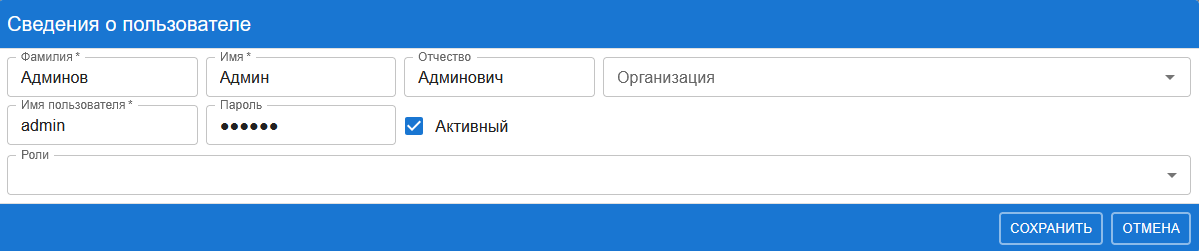 Сведения о пользователе
Фамилия * Имя * Отчество
Админов Админ Админович Организация
Имя пользователя * Пароль
admin ●●●●●● Активный
Роли
СОХРАНИТЬ ОТМЕНА